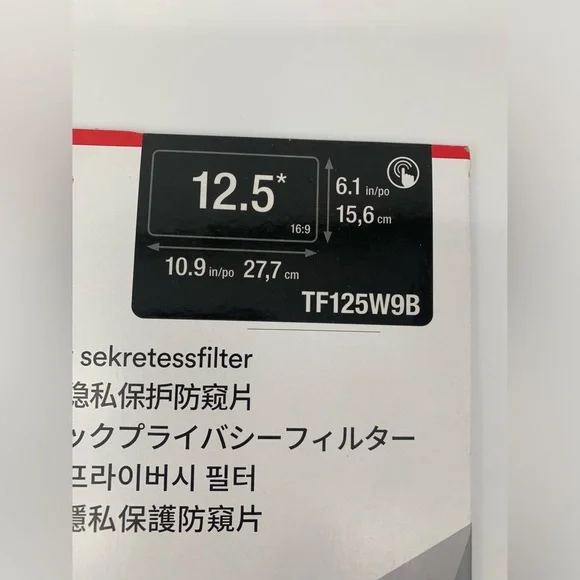 12.5*
16:9
6.1 in/po
15,6 cm
10.9 in/po 27,7 cm
TF125W9B
sekretessfilter
隐私保护防窥片
ックプライバシーフィルター
프라이버시 필터
隱私保護防窺片